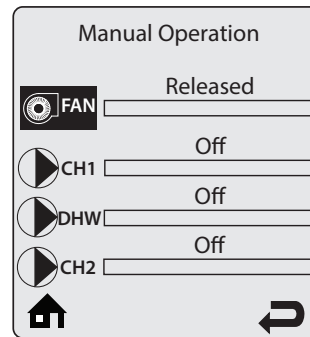 Manual Operation
Released
FAN
Off
CH1
Off
DHW
Off
CH2